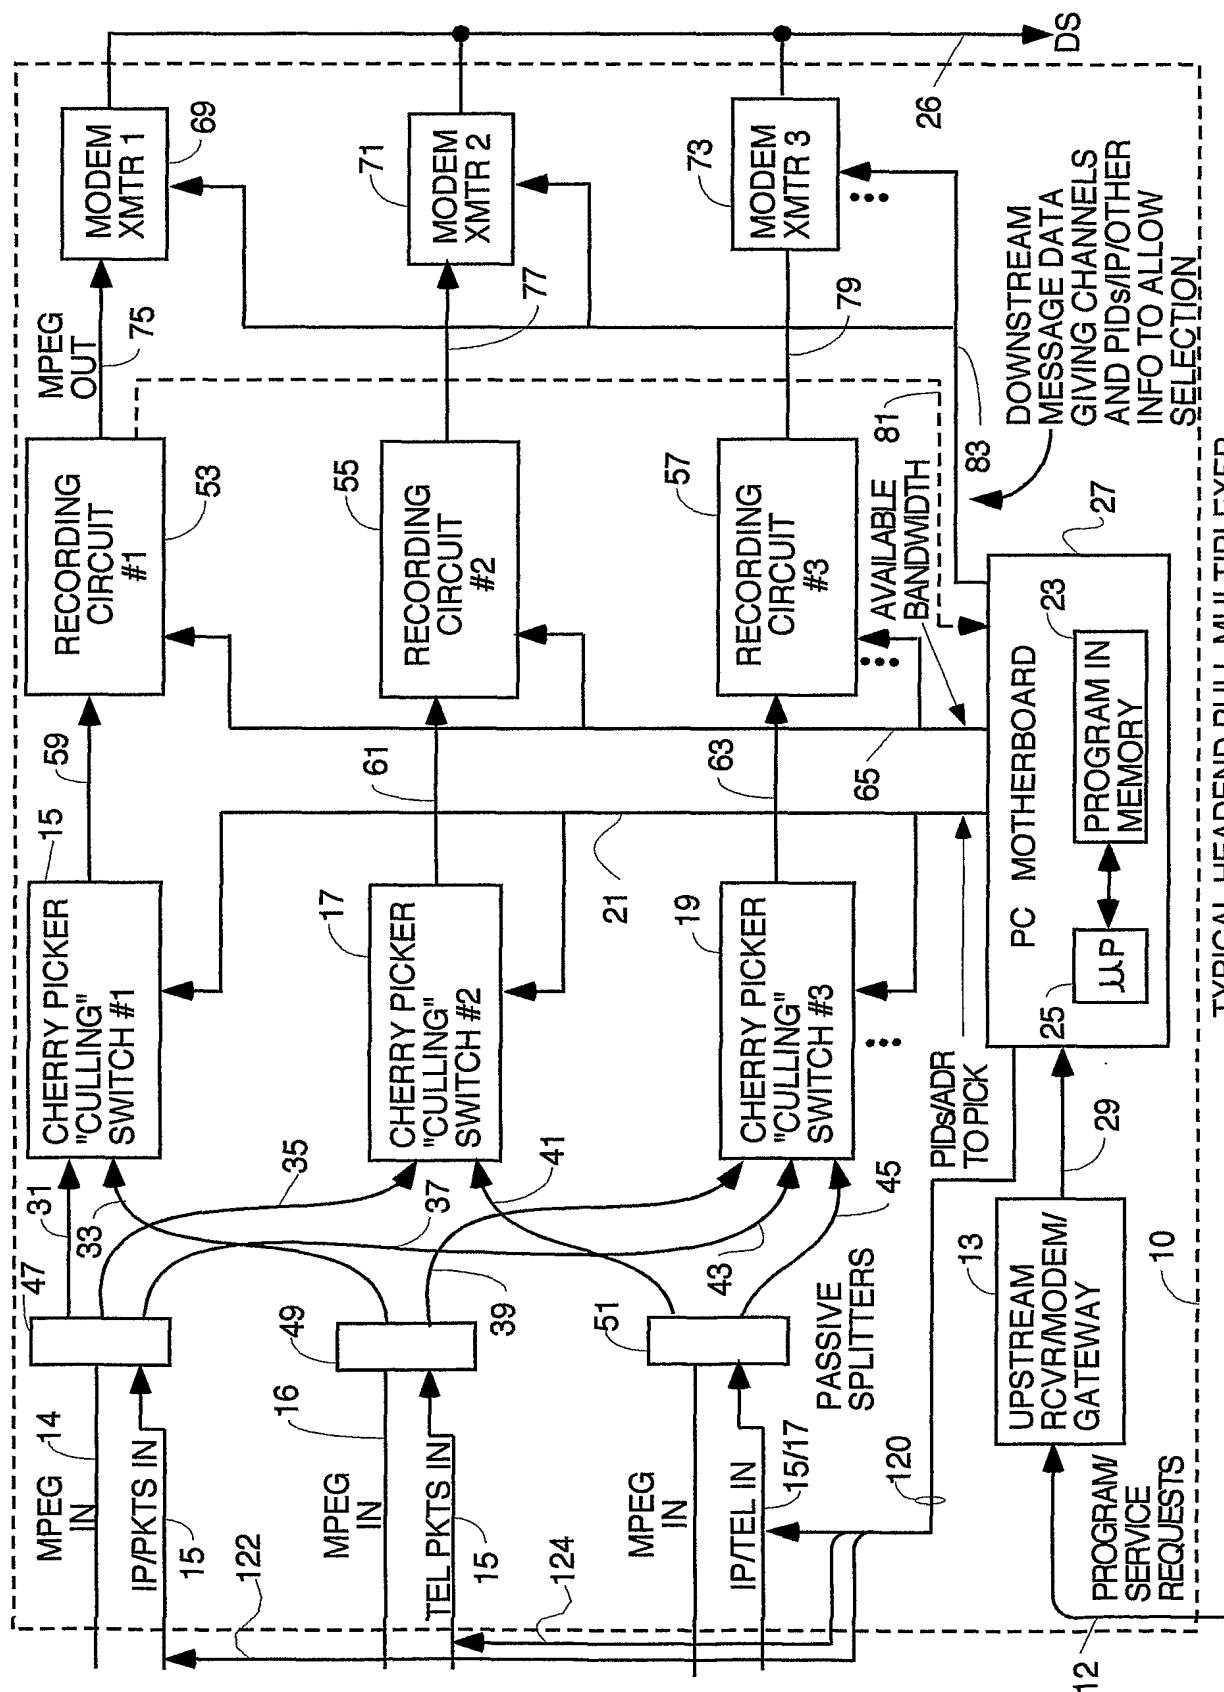 MPEG
IN
14
IP/PKTS IN
15
122
MPEG
IN
16
TEL PKTS IN
15
124
MPEG
IN
IP/TEL IN
15/17
120
PROGRAM/
SERVICE
REQUESTS
12
47
49
51
PASSIVE
SPLITTERS
31
33
35
37
39
41
43
45
UPSTREAM
RCVR/MODEM/
GATEWAY
13
10
29
PIDs/ADR
TO PICK
CHERRY PICKER
"CULLING"
SWITCH #1
15
CHERRY PICKER
"CULLING"
SWITCH #2
17
CHERRY PICKER
"CULLING"
SWITCH #3
19
21
59
61
63
65
RECORDING
CIRCUIT
#1
53
RECORDING
CIRCUIT
#2
55
RECORDING
CIRCUIT
#3
57
AVAILABLE
BANDWIDTH
81
83
PC MOTHERBOARD
27
25
μP
PROGRAM IN
MEMORY
23
MPEG
OUT
75
77
79
MODEM
XMTR 1
69
MODEM
XMTR 2
71
MODEM
XMTR 3
73
DOWNSTREAM
MESSAGE DATA
GIVING CHANNELS
AND PIDs/IP/OTHER
INFO TO ALLOW
SELECTION
26
DS
TYPICAL HEADEND PULL MULTIPLEXER